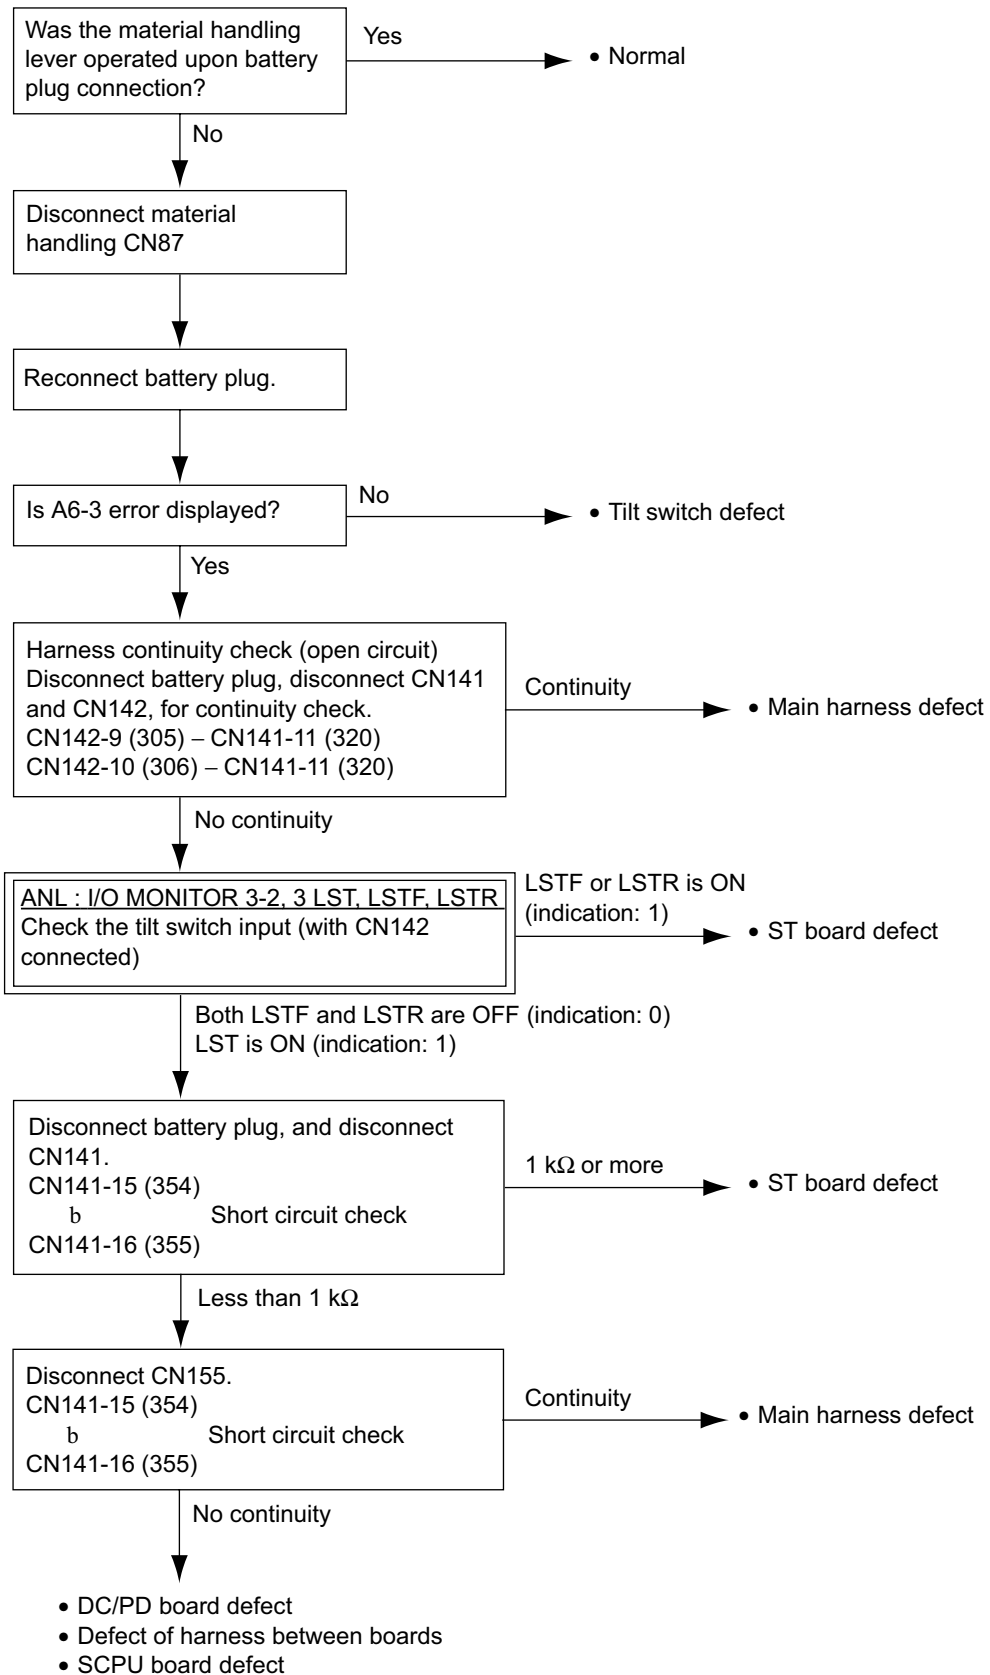 Was the material handling
lever operated upon battery
plug connection?
Yes
• Normal
No
Disconnect material
handling CN87
Reconnect battery plug.
Is A6-3 error displayed?
No
• Tilt switch defect
Yes
Harness continuity check (open circuit)
Disconnect battery plug, disconnect CN141
and CN142, for continuity check.
CN142-9 (305) – CN141-11 (320)
CN142-10 (306) – CN141-11 (320)
Continuity
• Main harness defect
No continuity
ANL : I/O MONITOR 3-2, 3 LST, LSTF, LSTR
Check the tilt switch input (with CN142
connected)
LSTF or LSTR is ON
(indication: 1)
• ST board defect
Both LSTF and LSTR are OFF (indication: 0)
LST is ON (indication: 1)
Disconnect battery plug, and disconnect
CN141.
CN141-15 (354)
b Short circuit check
CN141-16 (355)
1 kΩ or more
• ST board defect
Less than 1 kΩ
Disconnect CN155.
CN141-15 (354)
b Short circuit check
CN141-16 (355)
Continuity
• Main harness defect
No continuity
• DC/PD board defect
• Defect of harness between boards
• SCPU board defect